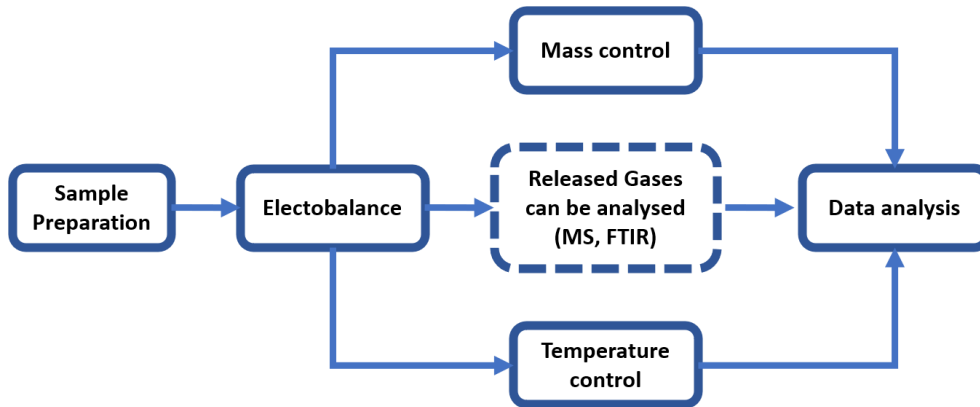 Mass control
Sample
Preparation
Electobalance
Released Gases
can be analysed
(MS, FTIR)
Data analysis
Temperature
control